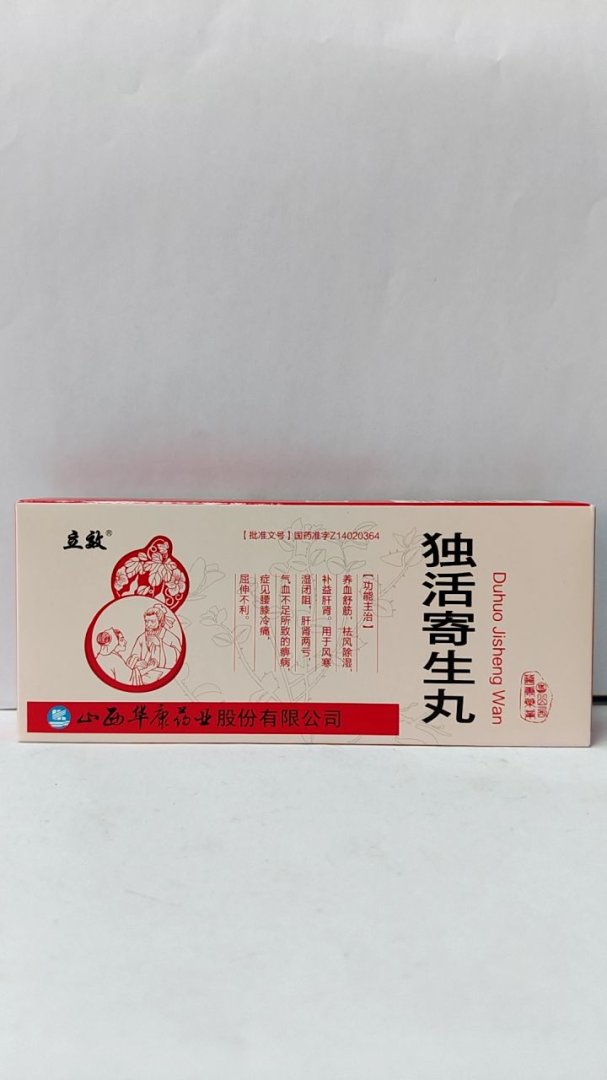 立效®
【批准文号】国药准字Z14020364
独活寄生丸
Duhuo Jisheng Wan
【功能主治】
养血舒筋，祛风除湿，
补益肝肾。用于风寒
湿闭阻，肝肾两亏，
气血不足所致的痹病，
症见腰膝冷痛，
屈伸不利。
山西华康药业股份有限公司